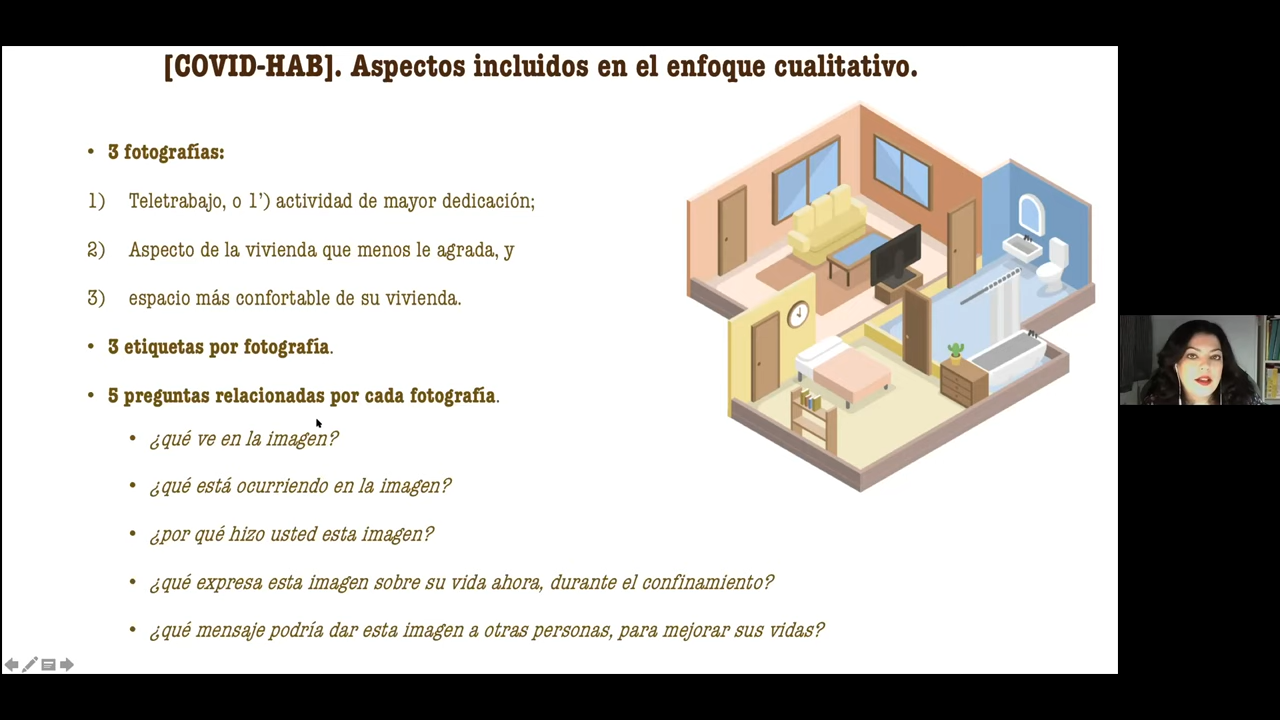 [COVID-HAB]. Aspectos incluidos en el enfoque cualitativo.
• 3 fotografías:
1) Teletrabajo, o 1’) actividad de mayor dedicación;
2) Aspecto de la vivienda que menos le agrada, y
3) espacio más confortable de su vivienda.
• 3 etiquetas por fotografía.
• 5 preguntas relacionadas por cada fotografía.
• ¿qué ve en la imagen?
• ¿qué está ocurriendo en la imagen?
• ¿por qué hizo usted esta imagen?
• ¿qué expresa esta imagen sobre su vida ahora, durante el confinamiento?
• ¿qué mensaje podría dar esta imagen a otras personas, para mejorar sus vidas?